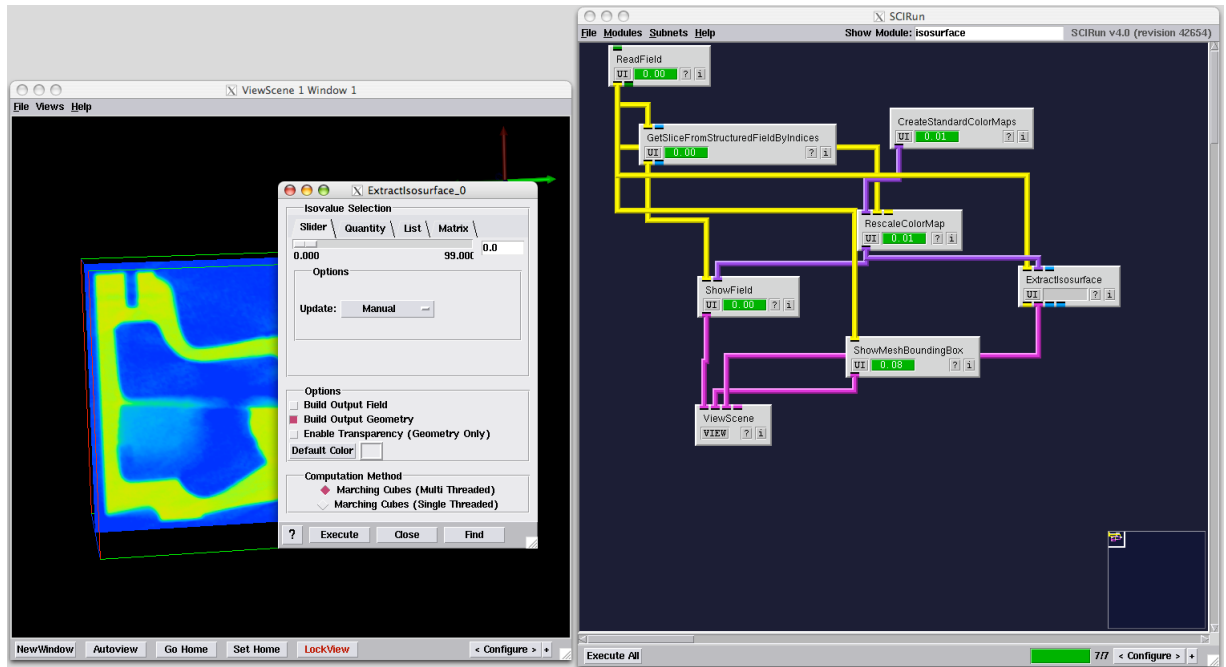 ViewScene 1 Window 1
File Views Help
ExtractIsosurface_0
Isovalue Selection
Slider Quantity List Matrix
0.0
0.000 99.000
Options
Update: Manual
Options
Build Output Field
Build Output Geometry
Enable Transparency (Geometry Only)
Default Color
Computation Method
Marching Cubes (Multi Threaded)
Marching Cubes (Single Threaded)
? Execute Close Find
NewWindow Autoview Go Home Set Home LockView < Configure > +
SCIRun
File Modules Subnets Help Show Module: isosurface SCIRun v4.0 (revision 42654)
ReadField
UI 0.00 ? i
CreateStandardColorMaps
UI 0.01 ? i
GetSliceFromStructuredFieldByIndices
UI 0.00 ? i
RescaleColorMap
UI 0.01 ? i
ExtractIsosurface
UI ? i
ShowField
UI 0.00 ? i
ShowMeshBoundingBox
UI 0.08 ? i
ViewScene
VIEW ? i
Execute All 7/7 < Configure > +